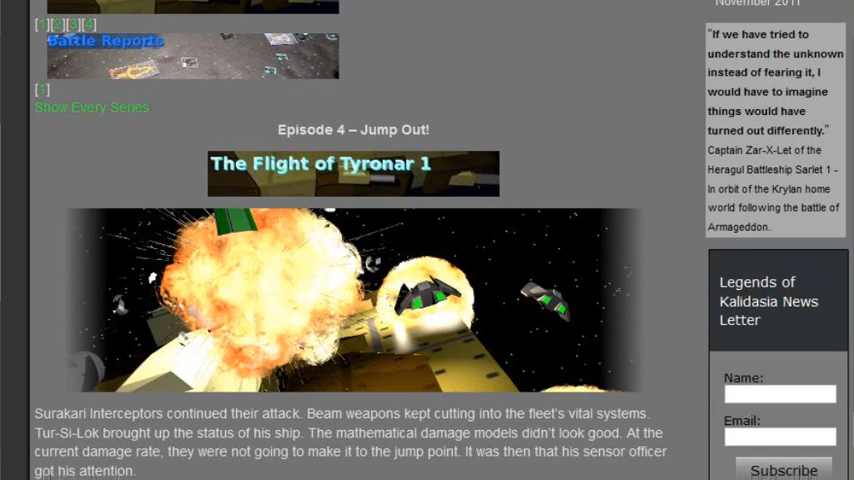 [1][2][3][4]
Battle Reports
[1]
Show Every Series
Episode 4 – Jump Out!
The Flight of Tyronar 1
Surakari Interceptors continued their attack. Beam weapons kept cutting into the fleet's vital systems.
Tur-Si-Lok brought up the status of his ship. The mathematical damage models didn't look good. At the
current damage rate, they were not going to make it to the jump point. It was then that his sensor officer
got his attention.
November 2011
"If we have tried to
understand the unknown
instead of fearing it, I
would have to imagine
things would have
turned out differently."
Captain Zar-X-Let of the
Heragul Battleship Sarlet 1 -
In orbit of the Krylan home
world following the battle of
Armageddon.
Legends of
Kalidasia News
Letter
Name:
Email:
Subscribe